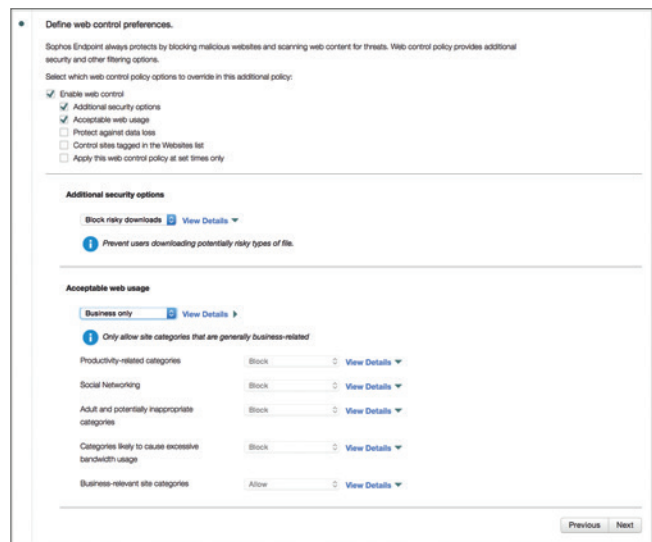 Define web control preferences.
Sophos Endpoint always protects by blocking malicious websites and scanning web content for threats. Web control policy provides additional
security and other filtering options.
Select which web control policy options to override in this additional policy:
Enable web control
Additional security options
Acceptable web usage
Protect against data loss
Control sites tagged in the Websites list
Apply this web control policy at set times only
Additional security options
Block risky downloads View Details
Prevent users downloading potentially risky types of file.
Acceptable web usage
Business only View Details
Only allow site categories that are generally business-related
Productivity-related categories Block View Details
Social Networking Block View Details
Adult and potentially inappropriate Block View Details
categories
Categories likely to cause excessive Block View Details
bandwidth usage
Business-relevant site categories Allow View Details
Previous Next